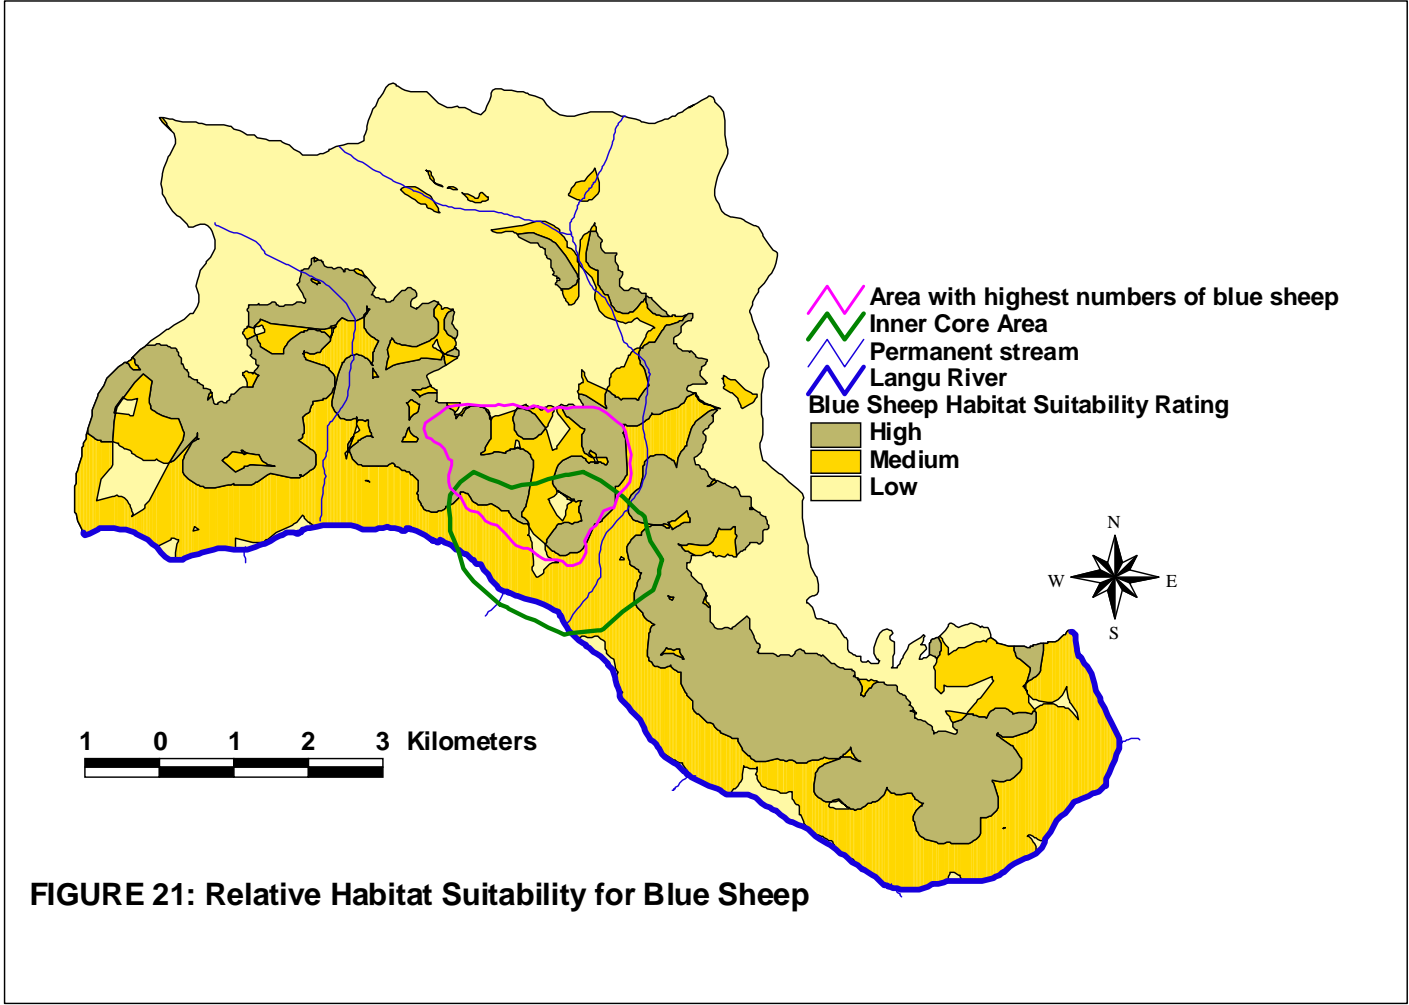 Area with highest numbers of blue sheep
Inner Core Area
Permanent stream
Langu River
Blue Sheep Habitat Suitability Rating
High
Medium
Low
N
W E
S
1 0 1 2 3 Kilometers
FIGURE 21: Relative Habitat Suitability for Blue Sheep